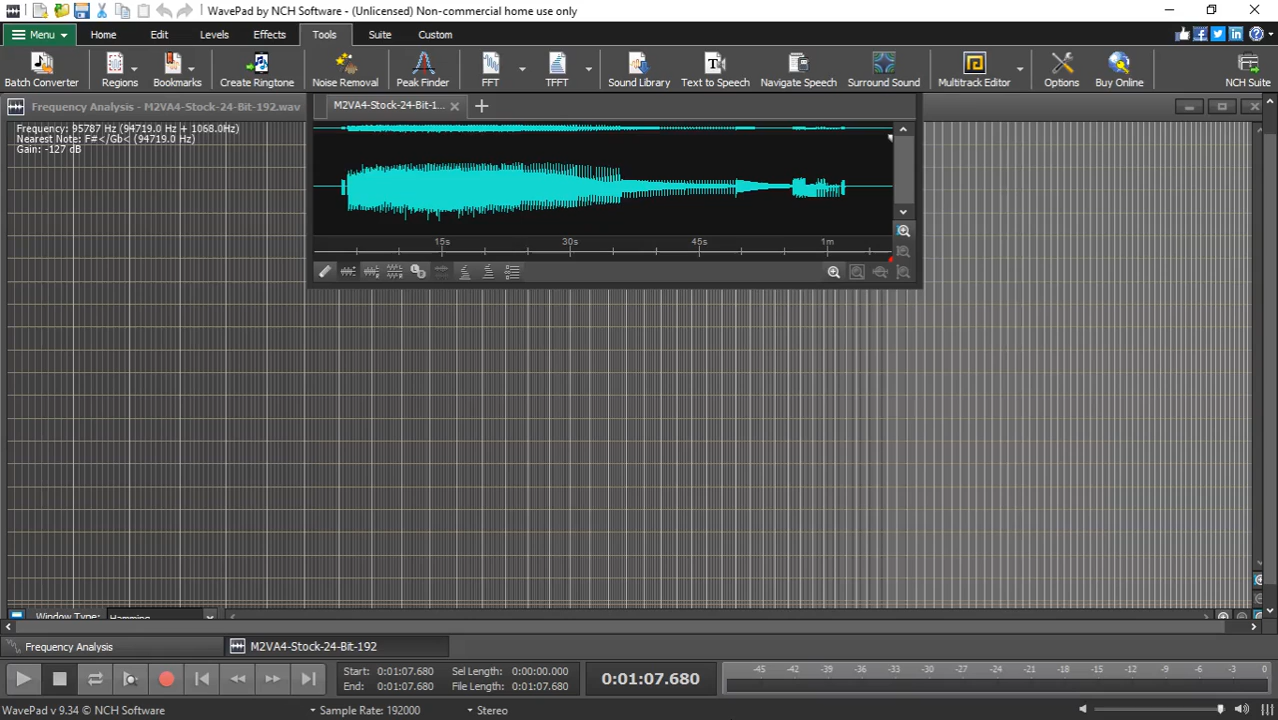 WavePad by NCH Software - (Unlicensed) Non-commercial home use only
Menu Home Edit Levels Effects Tools Suite Custom
Batch Converter Regions Bookmarks Create Ringtone Noise Removal Peak Finder FFT TFFT Sound Library Text to Speech Navigate Speech Surround Sound Multitrack Editor Options Buy Online NCH Suite
Frequency Analysis - M2VA4-Stock-24-Bit-192.wav
M2VA4-Stock-24-Bit-1...
Frequency: 95787 Hz (94719.0 Hz + 1068.0Hz)
Nearest Note: F#</Gb< (94719.0 Hz)
Gain: -127 dB
15s 30s 45s 1m
Window Type: Hamming
Frequency Analysis M2VA4-Stock-24-Bit-192
Start: 0:01:07.680 Sel Length: 0:00:00.000
End: 0:01:07.680 File Length: 0:01:07.680
0:01:07.680
-45 -42 -39 -36 -33 -30 -27 -24 -21 -18 -15 -12 -9 -6 -3 0
WavePad v 9.34 © NCH Software Sample Rate: 192000 Stereo